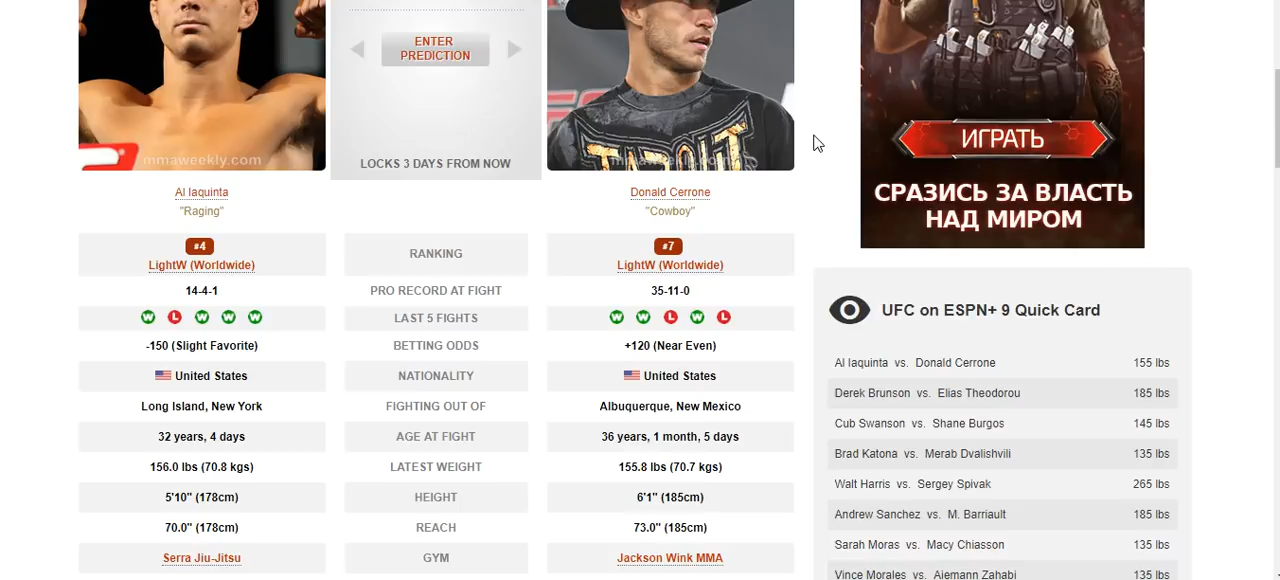 ENTER
PREDICTION
LOCKS 3 DAYS FROM NOW
mmaweekly.com
mmaweekly.com
Al Iaquinta
"Raging"
Donald Cerrone
"Cowboy"
#4
LightW (Worldwide)
RANKING
#7
LightW (Worldwide)
14-4-1
PRO RECORD AT FIGHT
35-11-0
W L W W W
LAST 5 FIGHTS
W W L W L
-150 (Slight Favorite)
BETTING ODDS
+120 (Near Even)
United States
NATIONALITY
United States
Long Island, New York
FIGHTING OUT OF
Albuquerque, New Mexico
32 years, 4 days
AGE AT FIGHT
36 years, 1 month, 5 days
156.0 lbs (70.8 kgs)
LATEST WEIGHT
155.8 lbs (70.7 kgs)
5'10" (178cm)
HEIGHT
6'1" (185cm)
70.0" (178cm)
REACH
73.0" (185cm)
Serra Jiu-Jitsu
GYM
Jackson Wink MMA
ИГРАТЬ
СРАЗИСЬ ЗА ВЛАСТЬ
НАД МИРОМ
UFC on ESPN+ 9 Quick Card
Al Iaquinta vs. Donald Cerrone 155 lbs
Derek Brunson vs. Elias Theodorou 185 lbs
Cub Swanson vs. Shane Burgos 145 lbs
Brad Katona vs. Merab Dvalishvili 135 lbs
Walt Harris vs. Sergey Spivak 265 lbs
Andrew Sanchez vs. M. Barriault 185 lbs
Sarah Moras vs. Macy Chiasson 135 lbs
Vince Morales vs. Aiemann Zahabi 135 lbs